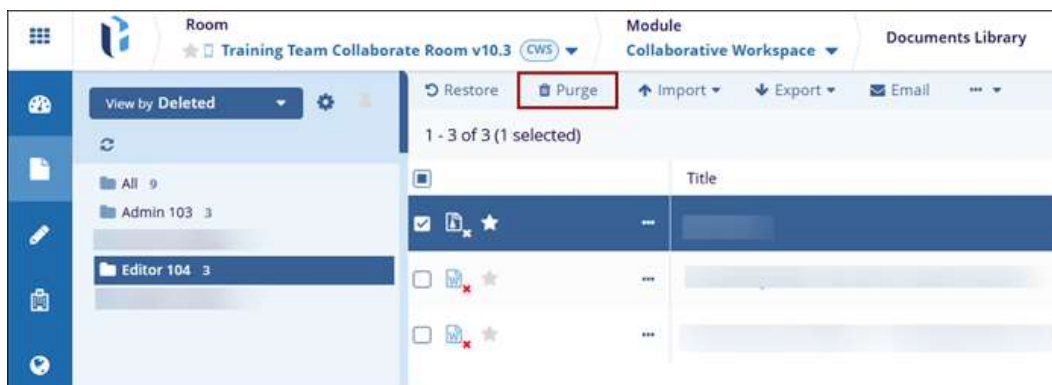 Room
Training Team Collaborate Room v10.3 CWS
Module
Collaborative Workspace
Documents Library
View by Deleted
Restore
Purge
Import
Export
Email
1 - 3 of 3 (1 selected)
All 9
Admin 103 3
Editor 104 3
Title